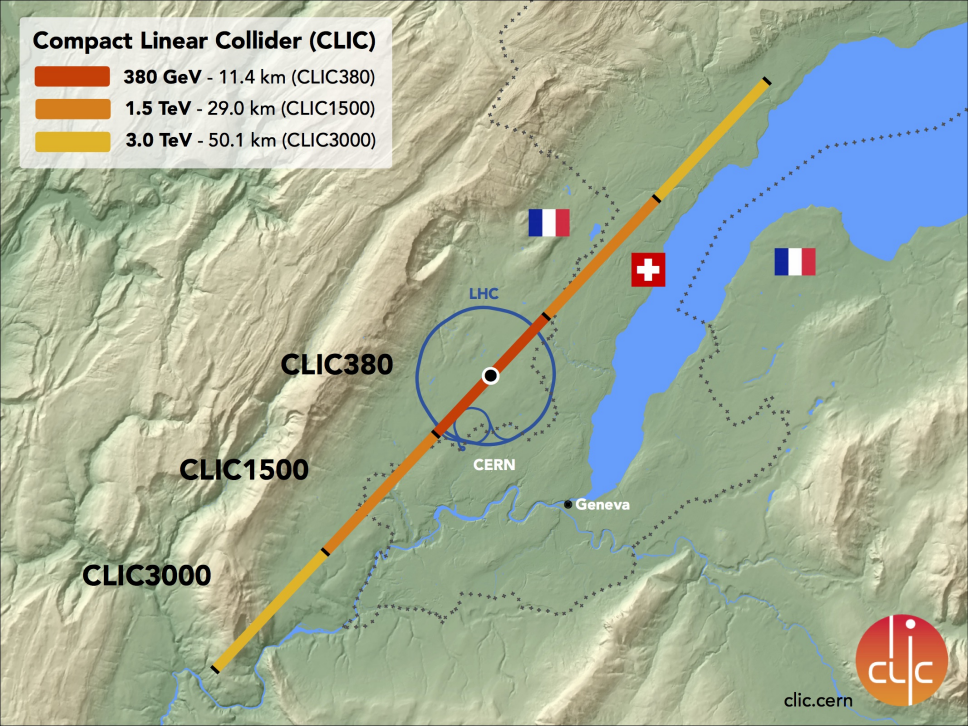 Compact Linear Collider (CLIC)
380 GeV - 11.4 km (CLIC380)
1.5 TeV - 29.0 km (CLIC1500)
3.0 TeV - 50.1 km (CLIC3000)
LHC
CLIC380
CLIC1500
CERN
Geneva
CLIC3000
clic
clic.cern